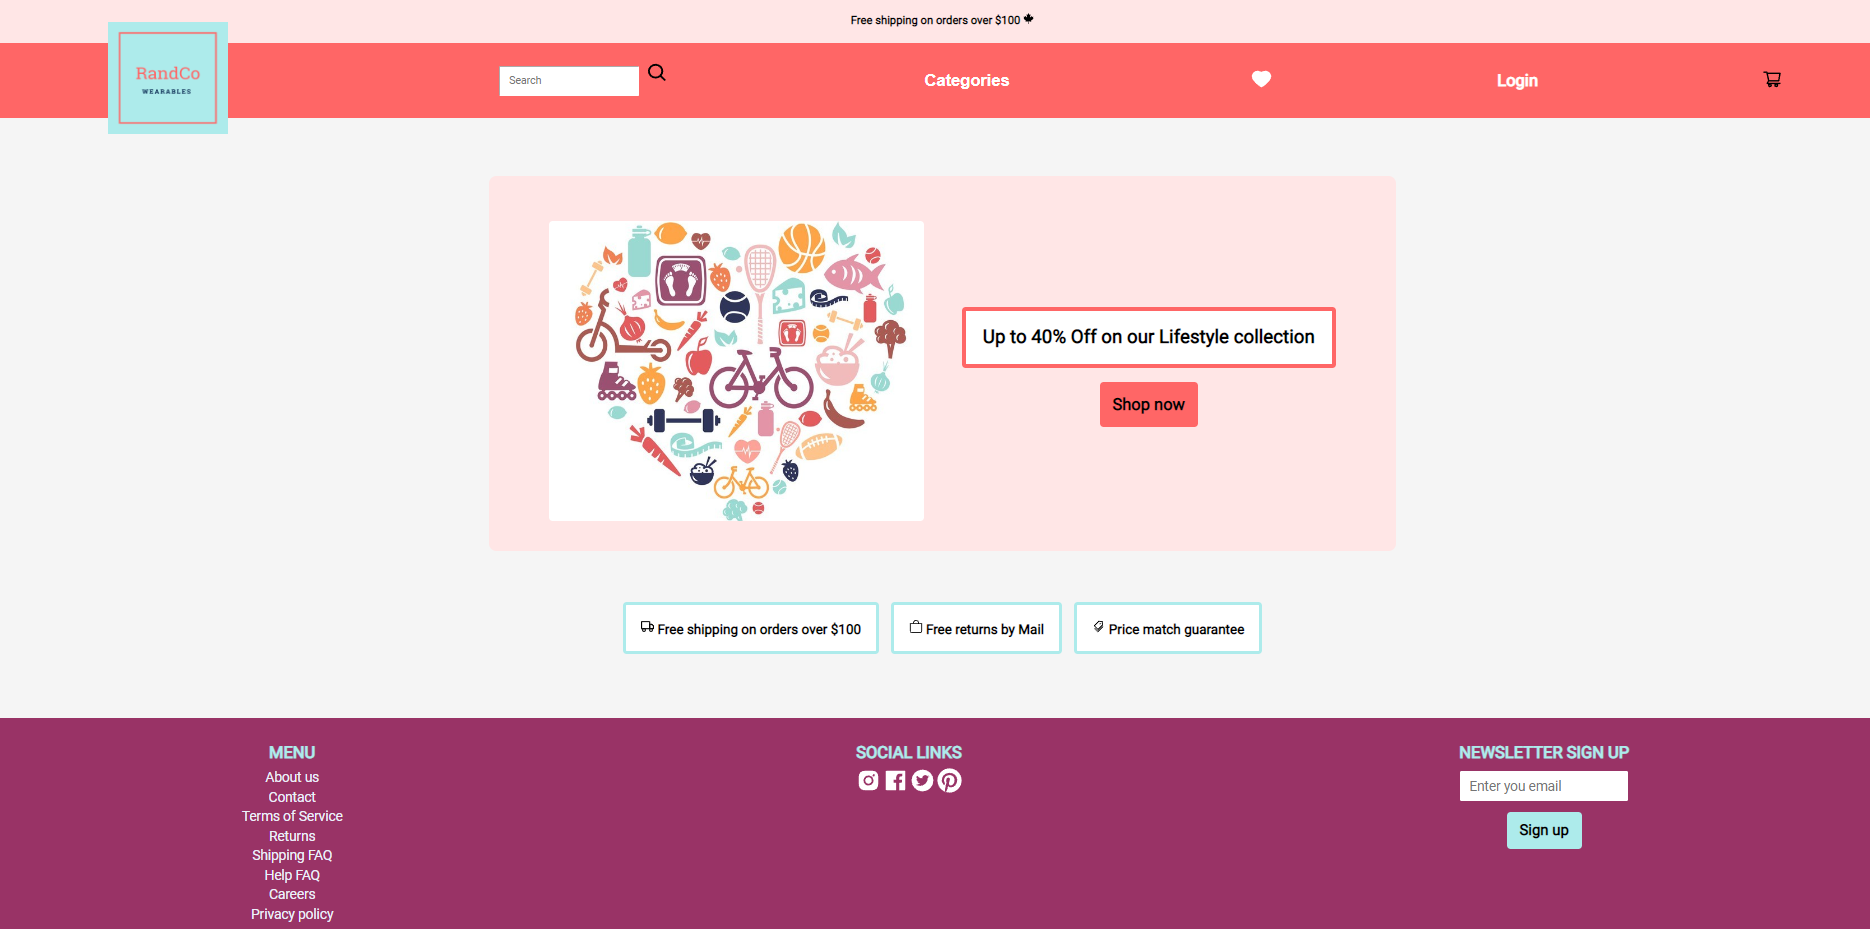 Free shipping on orders over $100
RandCo
WEARABLES
Search
Categories
Login
Up to 40% Off on our Lifestyle collection
Shop now
Free shipping on orders over $100
Free returns by Mail
Price match guarantee
MENU
About us
Contact
Terms of Service
Returns
Shipping FAQ
Help FAQ
Careers
Privacy policy
SOCIAL LINKS
NEWSLETTER SIGN UP
Enter you email
Sign up